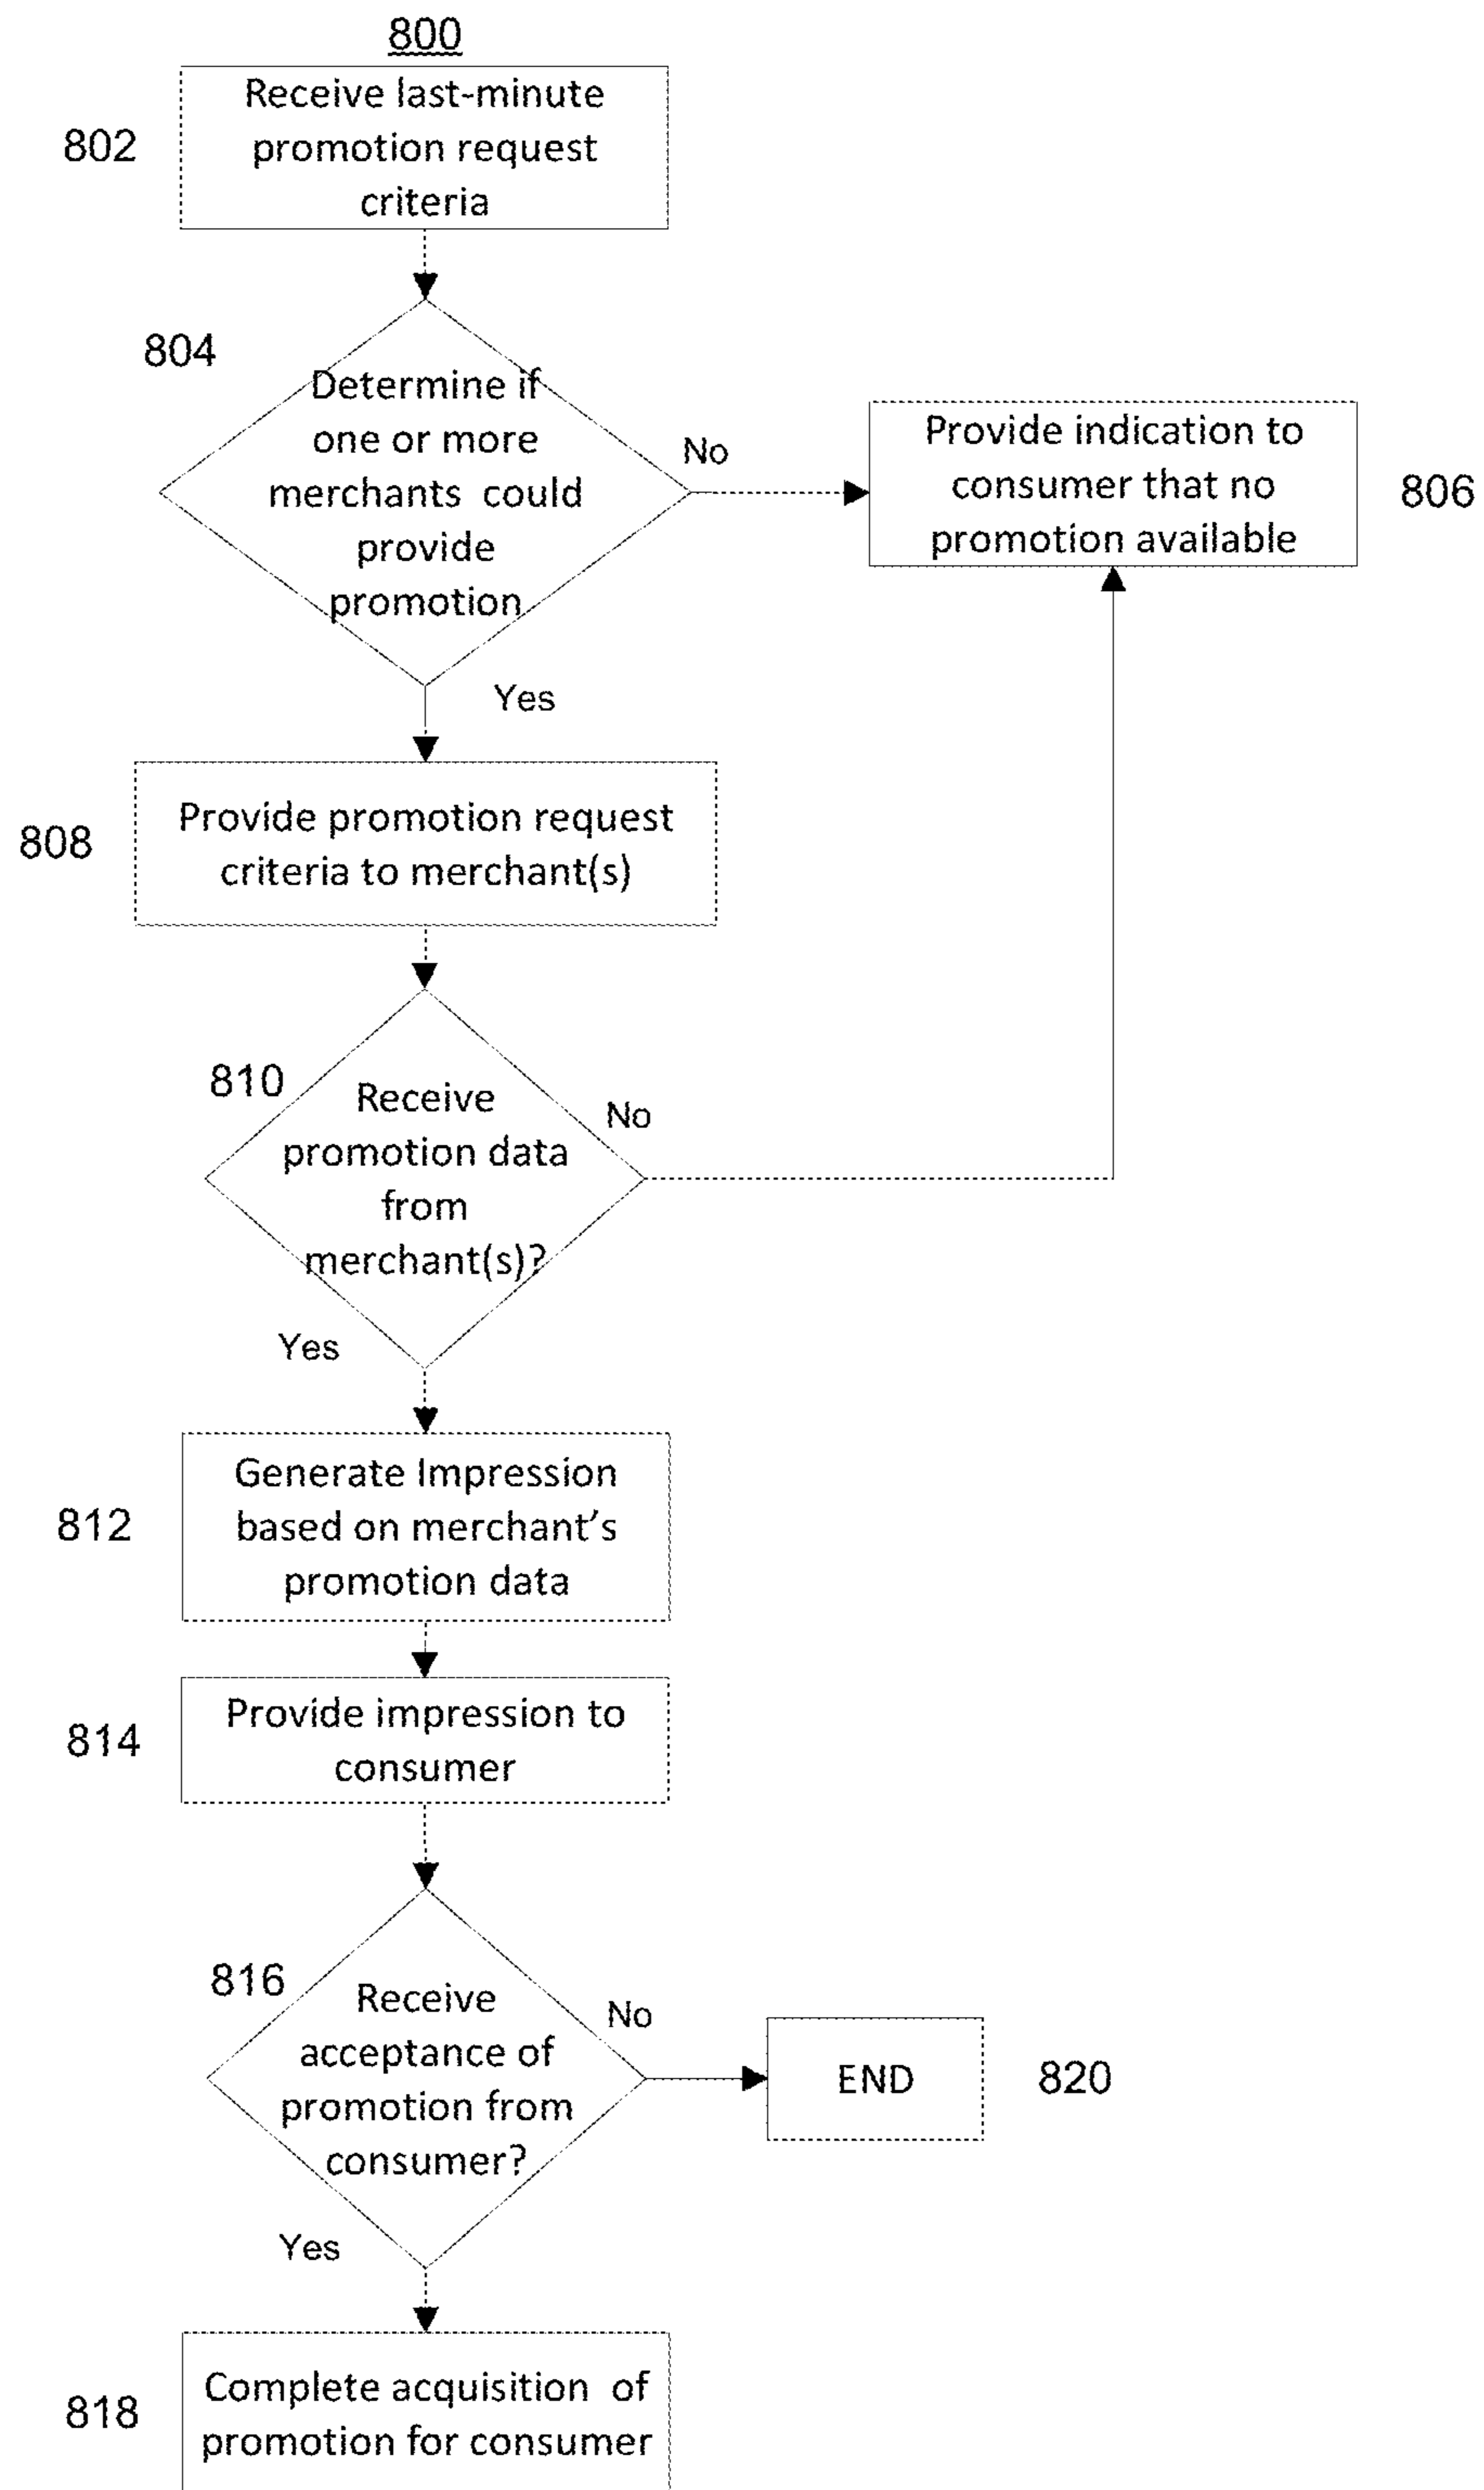 800
802
Receive last-minute
promotion request
criteria
804
Determine if
one or more
merchants could
provide
promotion
No
Provide indication to
consumer that no
promotion available
806
Yes
808
Provide promotion request
criteria to merchant(s)
810
Receive
promotion data
from
merchant(s)?
No
Yes
812
Generate Impression
based on merchant's
promotion data
814
Provide impression to
consumer
816
Receive
acceptance of
promotion from
consumer?
No
END
820
Yes
818
Complete acquisition of
promotion for consumer